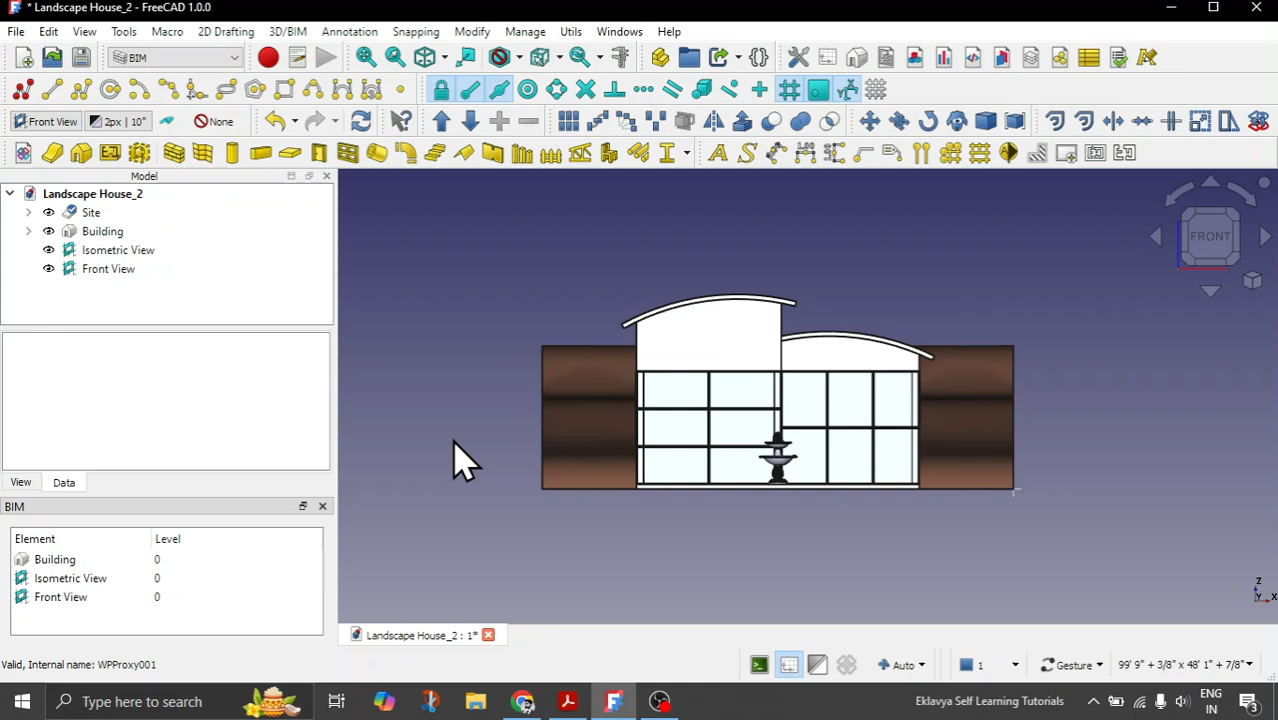 * Landscape House_2 - FreeCAD 1.0.0
File Edit View Tools Macro 2D Drafting 3D/BIM Annotation Snapping Modify Manage Utils Windows Help
BIM
Front View 2px | 10" None
Model
Landscape House_2
Site
Building
Isometric View
Front View
FRONT
View Data
BIM
Element Level
Building 0
Isometric View 0
Front View 0
Z
Y X
Landscape House_2 : 1*
Valid, Internal name: WPProxy001
Auto 1 Gesture 99' 9" + 3/8" x 48' 1" + 7/8"
Type here to search
Eklavya Self Learning Tutorials
ENG
IN
3